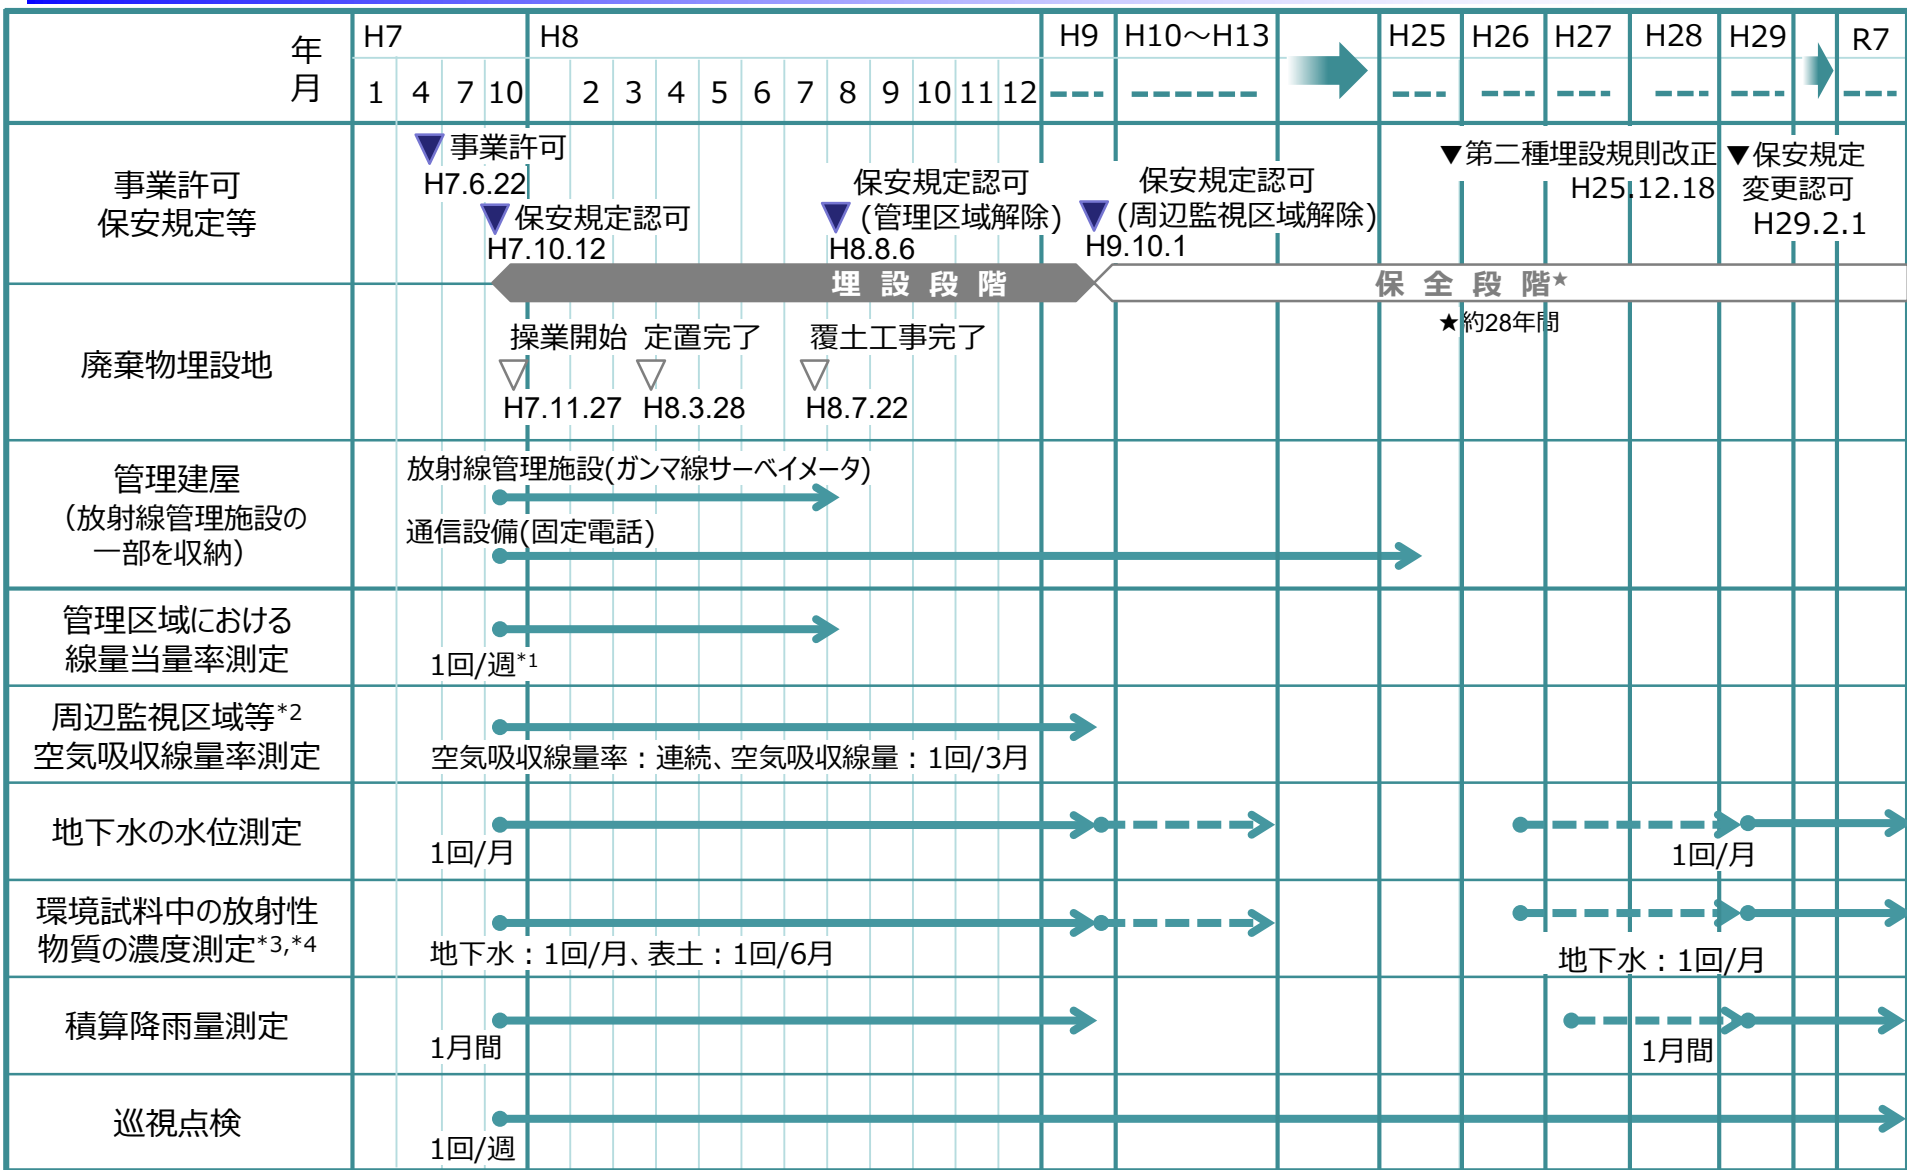 年 H7 H8 H9 H10～H13 H25 H26 H27 H28 H29 R7
月 1 4 7 10 2 3 4 5 6 7 8 9 10 11 12
事業許可
保安規定等
▼事業許可
H7.6.22
▼保安規定認可
H7.10.12
保安規定認可
▼(管理区域解除)
H8.8.6
保安規定認可
▼(周辺監視区域解除)
H9.10.1
▼第二種埋設規則改正
H25.12.18
▼保安規定
変更認可
H29.2.1
埋設段階
保全段階★
★約28年間
廃棄物埋設地
操業開始 定置完了 覆土工事完了
▽ ▽ ▽
H7.11.27 H8.3.28 H8.7.22
管理建屋
（放射線管理施設の
一部を収納）
放射線管理施設(ガンマ線サーベイメータ)
通信設備(固定電話)
管理区域における
線量当量率測定
1回/週*1
周辺監視区域等*2
空気吸収線量率測定
空気吸収線量率：連続、空気吸収線量：1回/3月
地下水の水位測定
1回/月
1回/月
環境試料中の放射性
物質の濃度測定*3,*4
地下水：1回/月、表土：1回/6月
地下水：1回/月
積算降雨量測定
1月間
1月間
巡視点検
1回/週